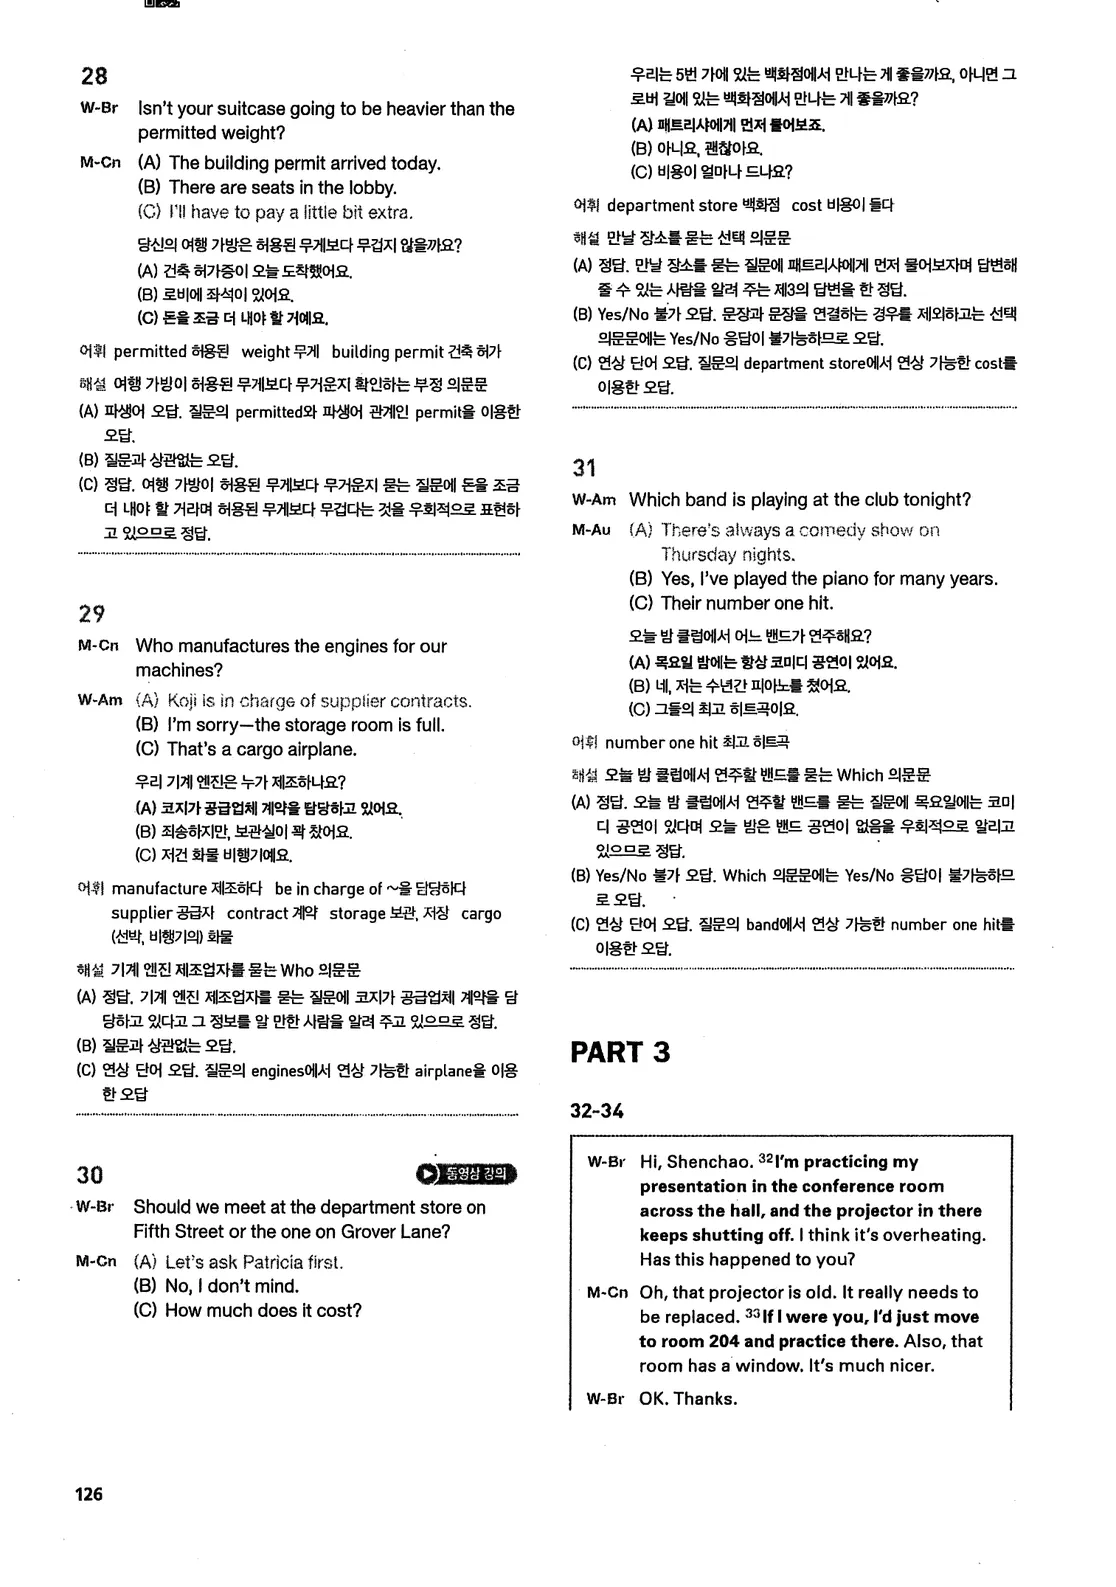 28
W-Br Isn't your suitcase going to be heavier than the
permitted weight?
M-Cn (A) The building permit arrived today.
(B) There are seats in the lobby.
(C) I'll have to pay a little bit extra.
당신의 여행 가방은 허용된 무게보다 무겁지 않을까요?
(A) 건축 허가증이 오늘 도착했어요.
(B) 로비에 좌석이 있어요.
(C) 돈을 조금 더 내야 할 거예요.
어휘 permitted 허용된 weight 무게 building permit 건축 허가
해설 여행 가방이 허용된 무게보다 무거운지 확인하는 부정 의문문
(A) 파생어 오답. 질문의 permitted와 파생어 관계인 permit을 이용한
오답.
(B) 질문과 상관없는 오답.
(C) 정답. 여행 가방이 허용된 무게보다 무거운지 묻는 질문에 돈을 조금
더 내야 할 거라며 허용된 무게보다 무겁다는 것을 우회적으로 표현하
고 있으므로 정답.
29
M-Cn Who manufactures the engines for our
machines?
W-Am (A) Koji is in charge of supplier contracts.
(B) I'm sorry—the storage room is full.
(C) That's a cargo airplane.
우리 기계 엔진은 누가 제조하나요?
(A) 코지가 공급업체 계약을 담당하고 있어요.
(B) 죄송하지만, 보관실이 꽉 찼어요.
(C) 저건 화물 비행기예요.
어휘 manufacture 제조하다 be in charge of ~을 담당하다
supplier 공급자 contract 계약 storage 보관, 저장 cargo
(선박, 비행기의) 화물
해설 기계 엔진 제조업자를 묻는 Who 의문문
(A) 정답. 기계 엔진 제조업자를 묻는 질문에 코지가 공급업체 계약을 담
당하고 있다고 그 정보를 알 만한 사람을 알려 주고 있으므로 정답.
(B) 질문과 상관없는 오답.
(C) 연상 단어 오답. 질문의 engines에서 연상 가능한 airplane을 이용
한 오답
30 동영상 강의
W-Br Should we meet at the department store on
Fifth Street or the one on Grover Lane?
M-Cn (A) Let's ask Patricia first.
(B) No, I don't mind.
(C) How much does it cost?
126
우리는 5번 가에 있는 백화점에서 만나는 게 좋을까요, 아니면 그
로버 길에 있는 백화점에서 만나는 게 좋을까요?
(A) 패트리샤에게 먼저 물어보죠.
(B) 아니요, 괜찮아요.
(C) 비용이 얼마나 드나요?
어휘 department store 백화점 cost 비용이 들다
해설 만날 장소를 묻는 선택 의문문
(A) 정답. 만날 장소를 묻는 질문에 패트리샤에게 먼저 물어보자며 답변해
줄 수 있는 사람을 알려 주는 제3의 답변을 한 정답.
(B) Yes/No 불가 오답. 문장과 문장을 연결하는 경우를 제외하고는 선택
의문문에는 Yes/No 응답이 불가능하므로 오답.
(C) 연상 단어 오답. 질문의 department store에서 연상 가능한 cost를
이용한 오답.
31
W-Am Which band is playing at the club tonight?
M-Au (A) There's always a comedy show on
Thursday nights.
(B) Yes, I've played the piano for many years.
(C) Their number one hit.
오늘 밤 클럽에서 어느 밴드가 연주해요?
(A) 목요일 밤에는 항상 코미디 공연이 있어요.
(B) 네, 저는 수년간 피아노를 쳤어요.
(C) 그들의 최고 히트곡이요.
어휘 number one hit 최고 히트곡
해설 오늘 밤 클럽에서 연주할 밴드를 묻는 Which 의문문
(A) 정답. 오늘 밤 클럽에서 연주할 밴드를 묻는 질문에 목요일에는 코미
디 공연이 있다며 오늘 밤은 밴드 공연이 없음을 우회적으로 알리고
있으므로 정답.
(B) Yes/No 불가 오답. Which 의문문에는 Yes/No 응답이 불가능하므
로 오답.
(C) 연상 단어 오답. 질문의 band에서 연상 가능한 number one hit를
이용한 오답.
PART 3
32-34
W-Br Hi, Shenchao. 32I'm practicing my
presentation in the conference room
across the hall, and the projector in there
keeps shutting off. I think it's overheating.
Has this happened to you?
M-Cn Oh, that projector is old. It really needs to
be replaced. 33If I were you, I'd just move
to room 204 and practice there. Also, that
room has a window. It's much nicer.
W-Br OK. Thanks.